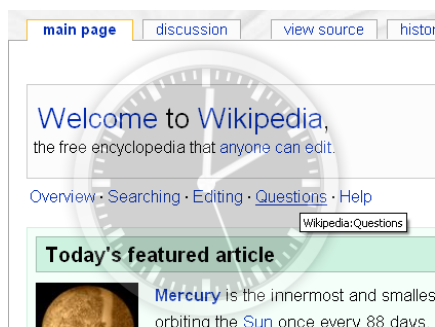 main page discussion view source histor
Welcome to Wikipedia,
the free encyclopedia that anyone can edit.
Overview · Searching · Editing · Questions · Help
Wikipedia:Questions
Today's featured article
Mercury is the innermost and smalles
orbiting the Sun once every 88 days